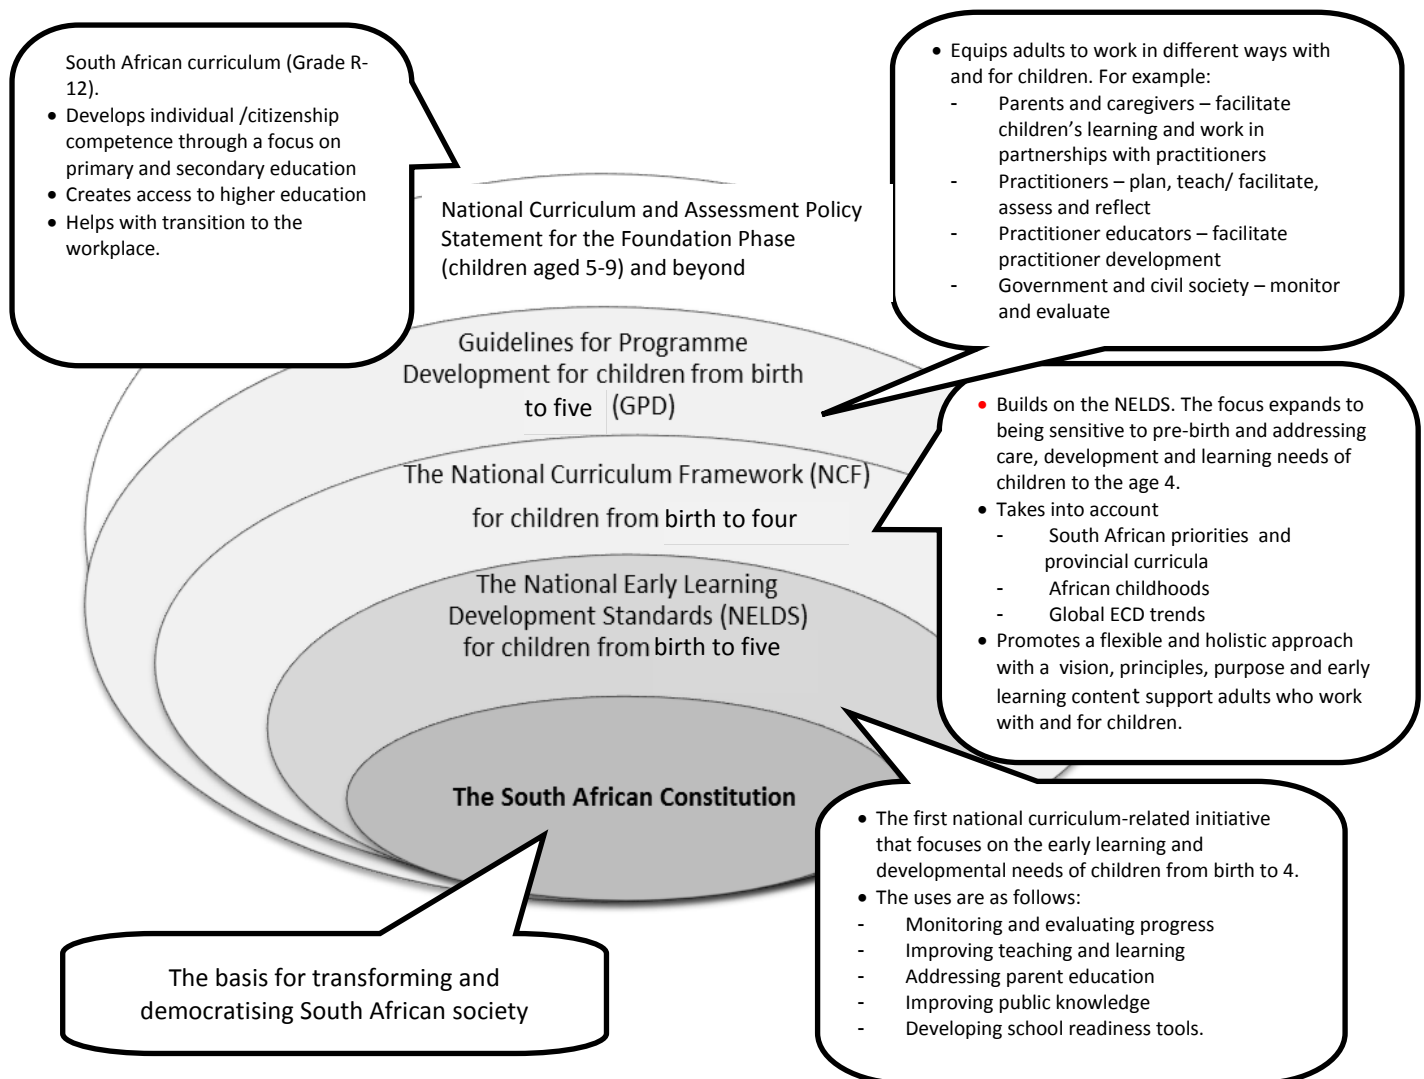 South African curriculum (Grade R-
12).
• Develops individual /citizenship
competence through a focus on
primary and secondary education
• Creates access to higher education
• Helps with transition to the
workplace.
• Equips adults to work in different ways with
and for children. For example:
- Parents and caregivers – facilitate
children's learning and work in
partnerships with practitioners
- Practitioners – plan, teach/ facilitate,
assess and reflect
- Practitioner educators – facilitate
practitioner development
- Government and civil society – monitor
and evaluate
National Curriculum and Assessment Policy
Statement for the Foundation Phase
(children aged 5-9) and beyond
Guidelines for Programme
Development for children from birth
to five (GPD)
The National Curriculum Framework (NCF)
for children from birth to four
The National Early Learning
Development Standards (NELDS)
for children from birth to five
The South African Constitution
• Builds on the NELDS. The focus expands to
being sensitive to pre-birth and addressing
care, development and learning needs of
children to the age 4.
• Takes into account
- South African priorities and
provincial curricula
- African childhoods
- Global ECD trends
• Promotes a flexible and holistic approach
with a vision, principles, purpose and early
learning content support adults who work
with and for children.
• The first national curriculum-related initiative
that focuses on the early learning and
developmental needs of children from birth to 4.
• The uses are as follows:
- Monitoring and evaluating progress
- Improving teaching and learning
- Addressing parent education
- Improving public knowledge
- Developing school readiness tools.
The basis for transforming and
democratising South African society